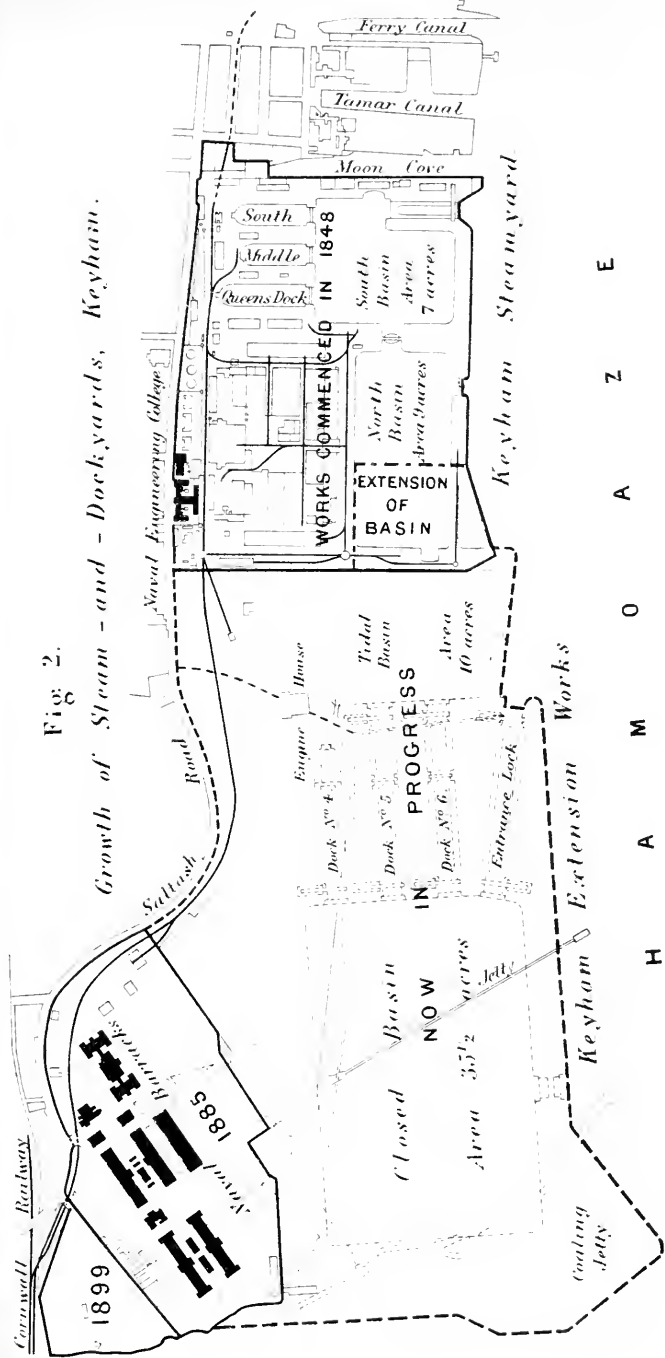 Fig. 2.
Growth of Steam - and - Dockyards, Keyham.
Cornwall Railway
1899
Naval Barracks
1885
Saltash Road
Naval Engineering College
Ferry Canal
Tamar Canal
Moon Cove
South
Middle
Queens Dock
WORKS COMMENCED IN 1848
South
Basin
Area
7 acres
North
Basin
Area 9 acres
EXTENSION
OF
BASIN
Keyham Steamyard
Engine House
Tidal
Basin
Area
10 acres
Dock No 4
Dock No 5
Dock No 6
Entrance Lock
NOW IN PROGRESS
Closed Basin
Area 35½ acres
Jetty
Coaling
Jetty
Keyham Extension Works
HAMOAZE